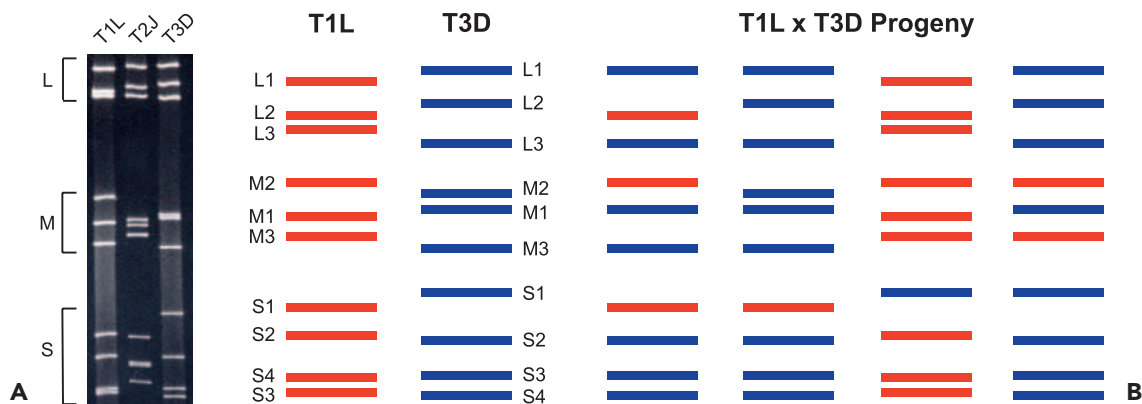 T1L T2J T3D
L
M
S
A
T1L T3D T1L x T3D Progeny
L1
L2
L3
M2
M1
M3
S1
S2
S4
S3
L1
L2
L3
M2
M1
M3
S1
S2
S3
S4
B